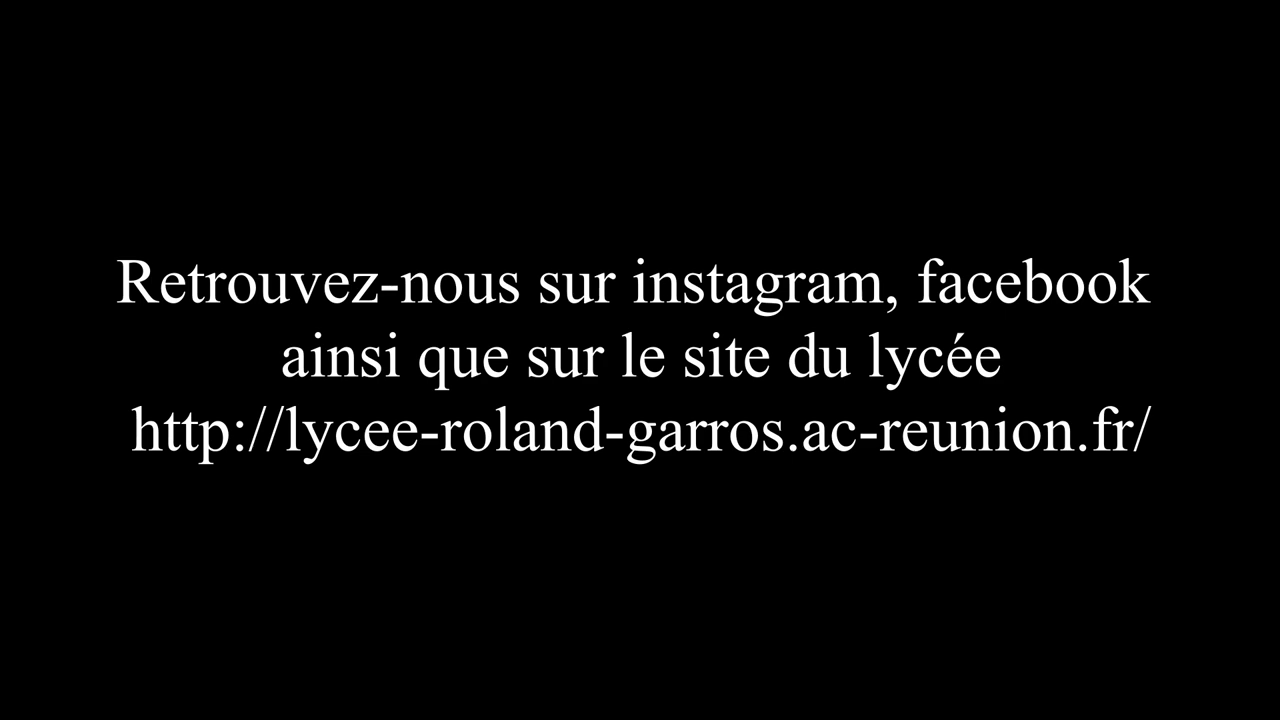 Retrouvez-nous sur instagram, facebook
ainsi que sur le site du lycée
http://lycee-roland-garros.ac-reunion.fr/